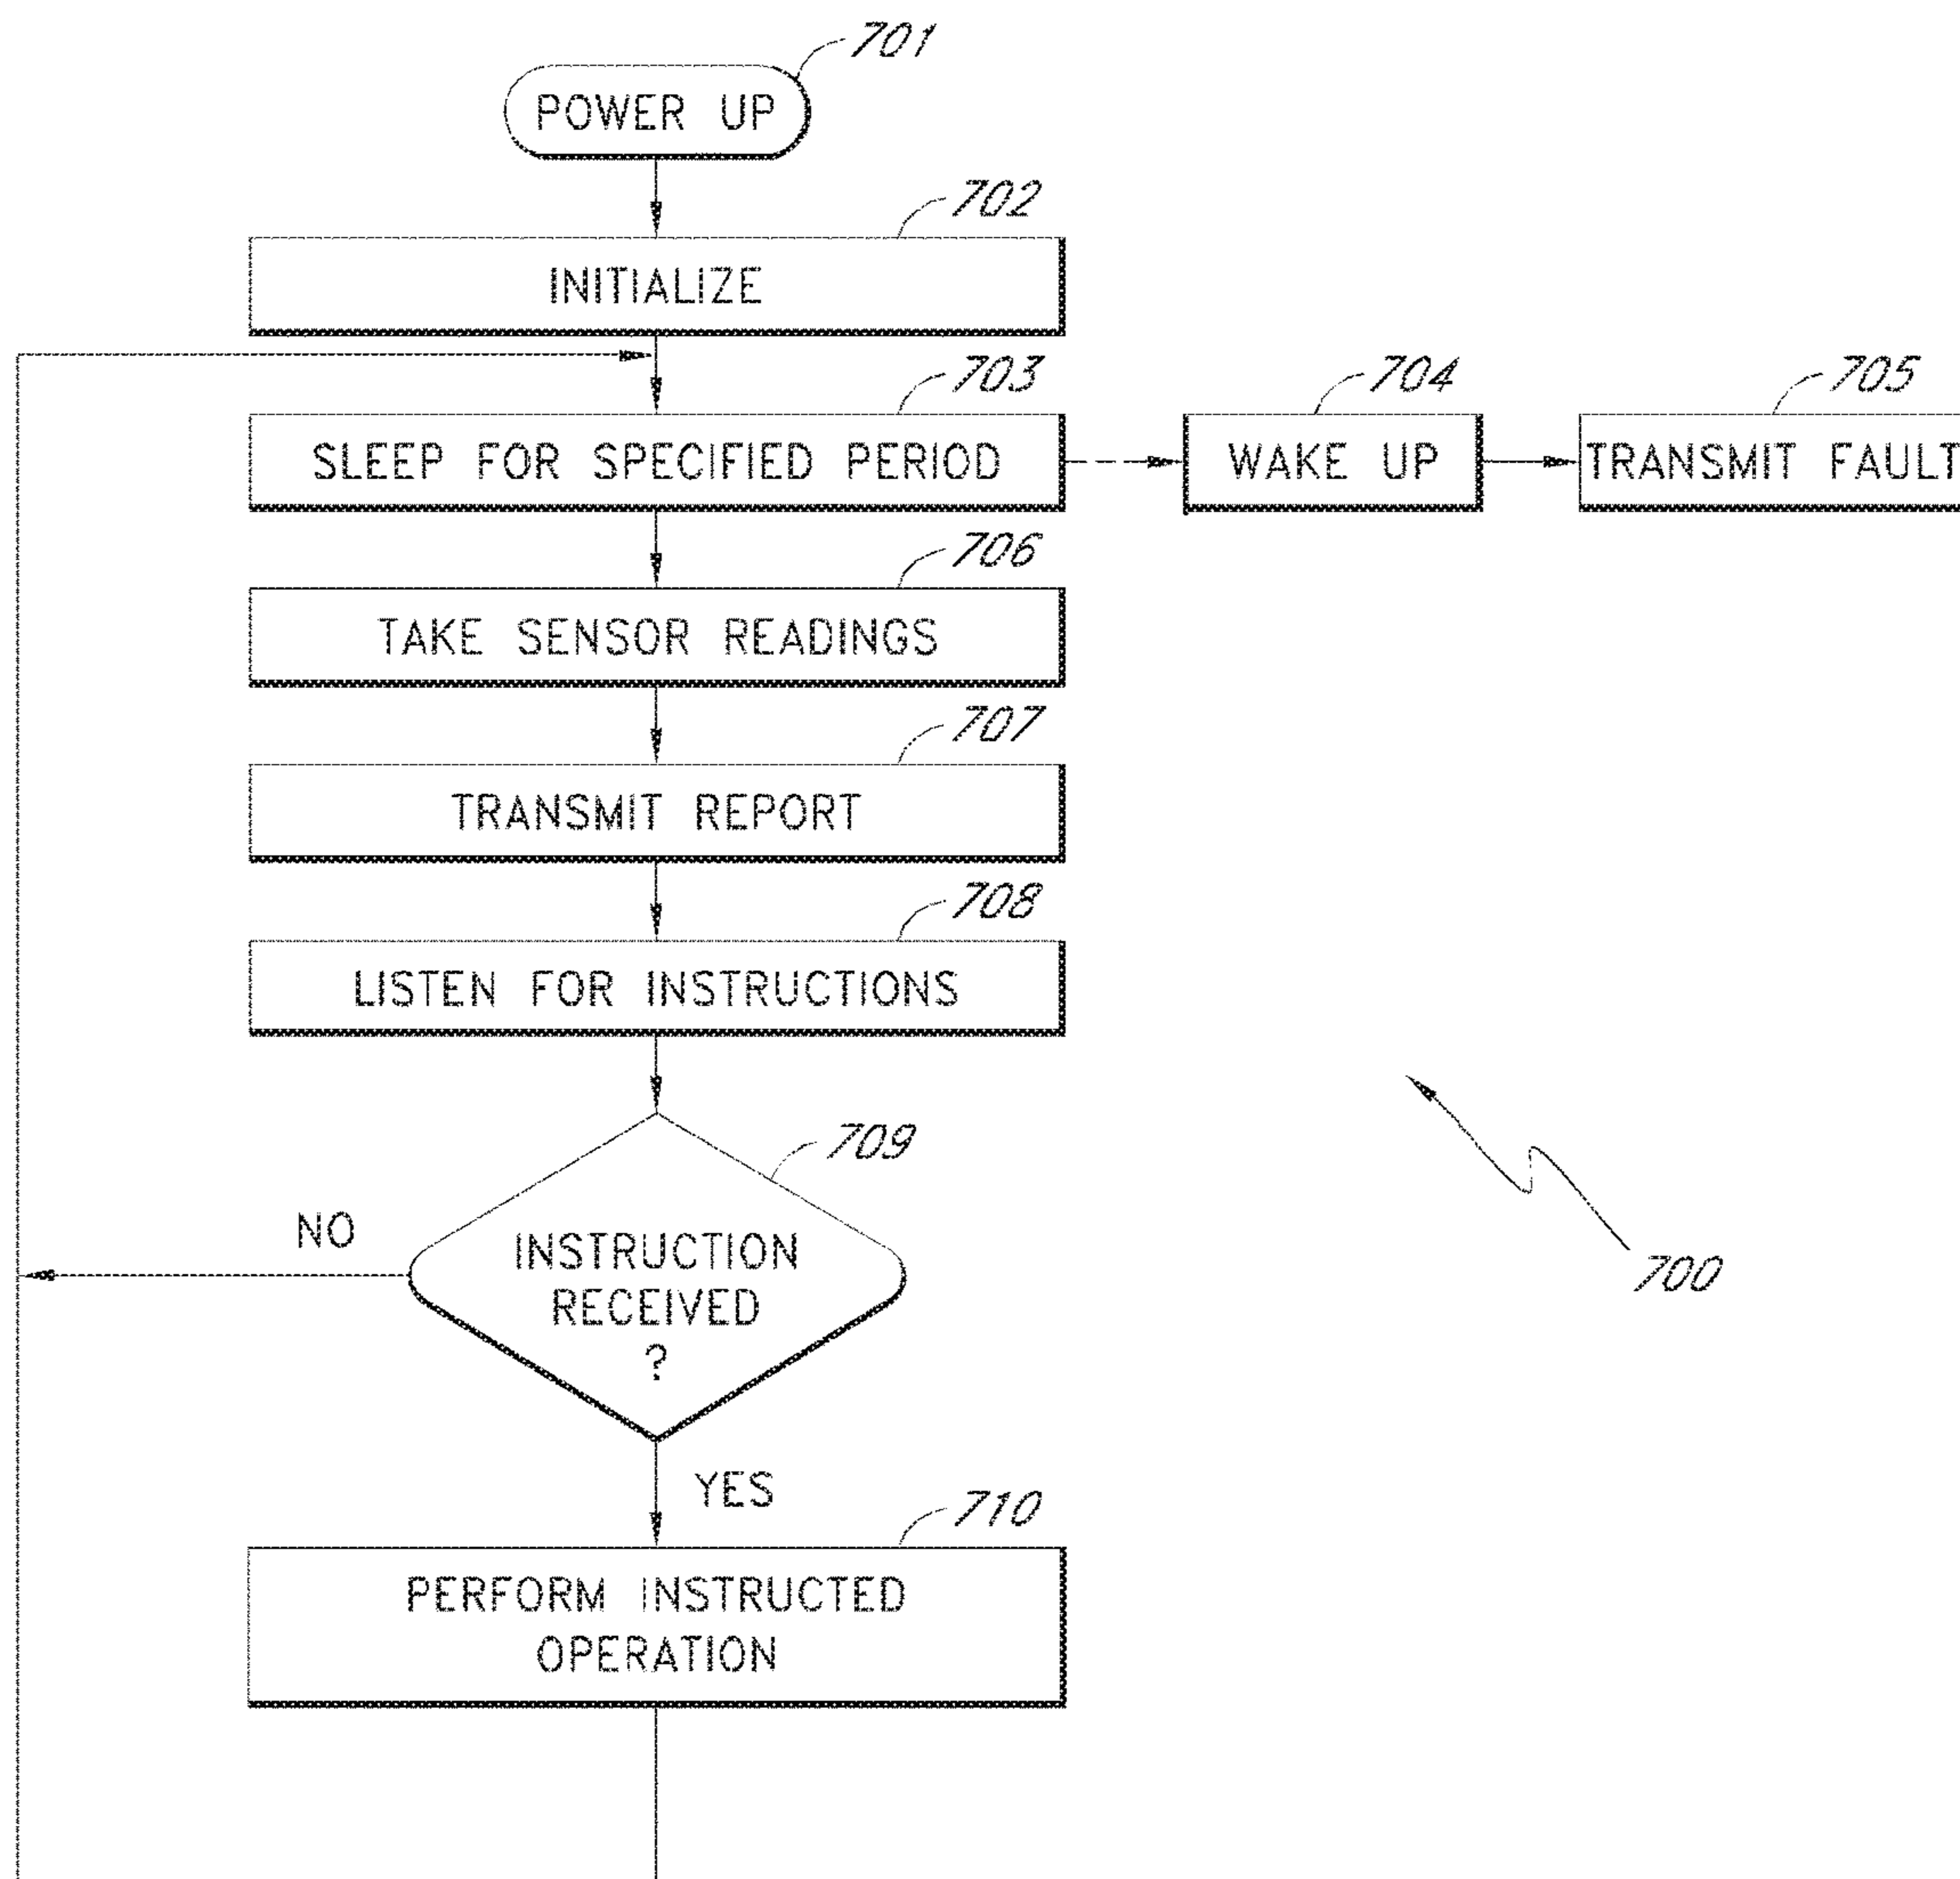 701
POWER UP
702
INITIALIZE
703
SLEEP FOR SPECIFIED PERIOD
704
WAKE UP
705
TRANSMIT FAULT
706
TAKE SENSOR READINGS
707
TRANSMIT REPORT
708
LISTEN FOR INSTRUCTIONS
709
INSTRUCTION
RECEIVED
?
NO
700
YES
710
PERFORM INSTRUCTED
OPERATION